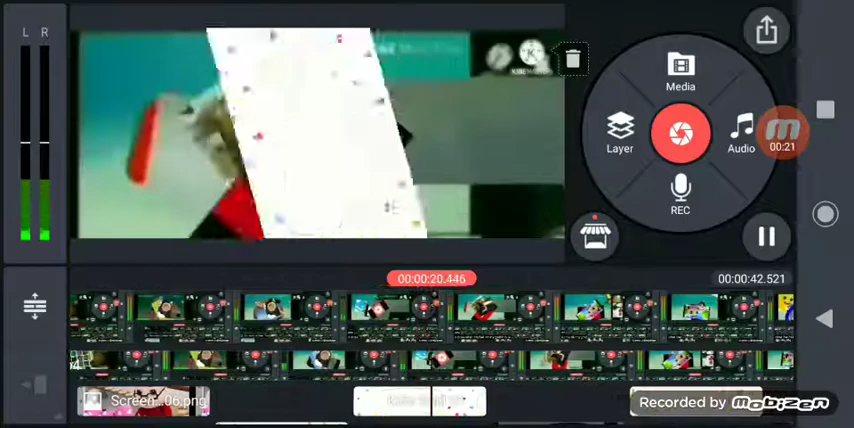 L R
Media
Layer
Audio
REC
00:21
00:00:20.446
00:00:42.521
Screen...06.png
Recorded by mobizen